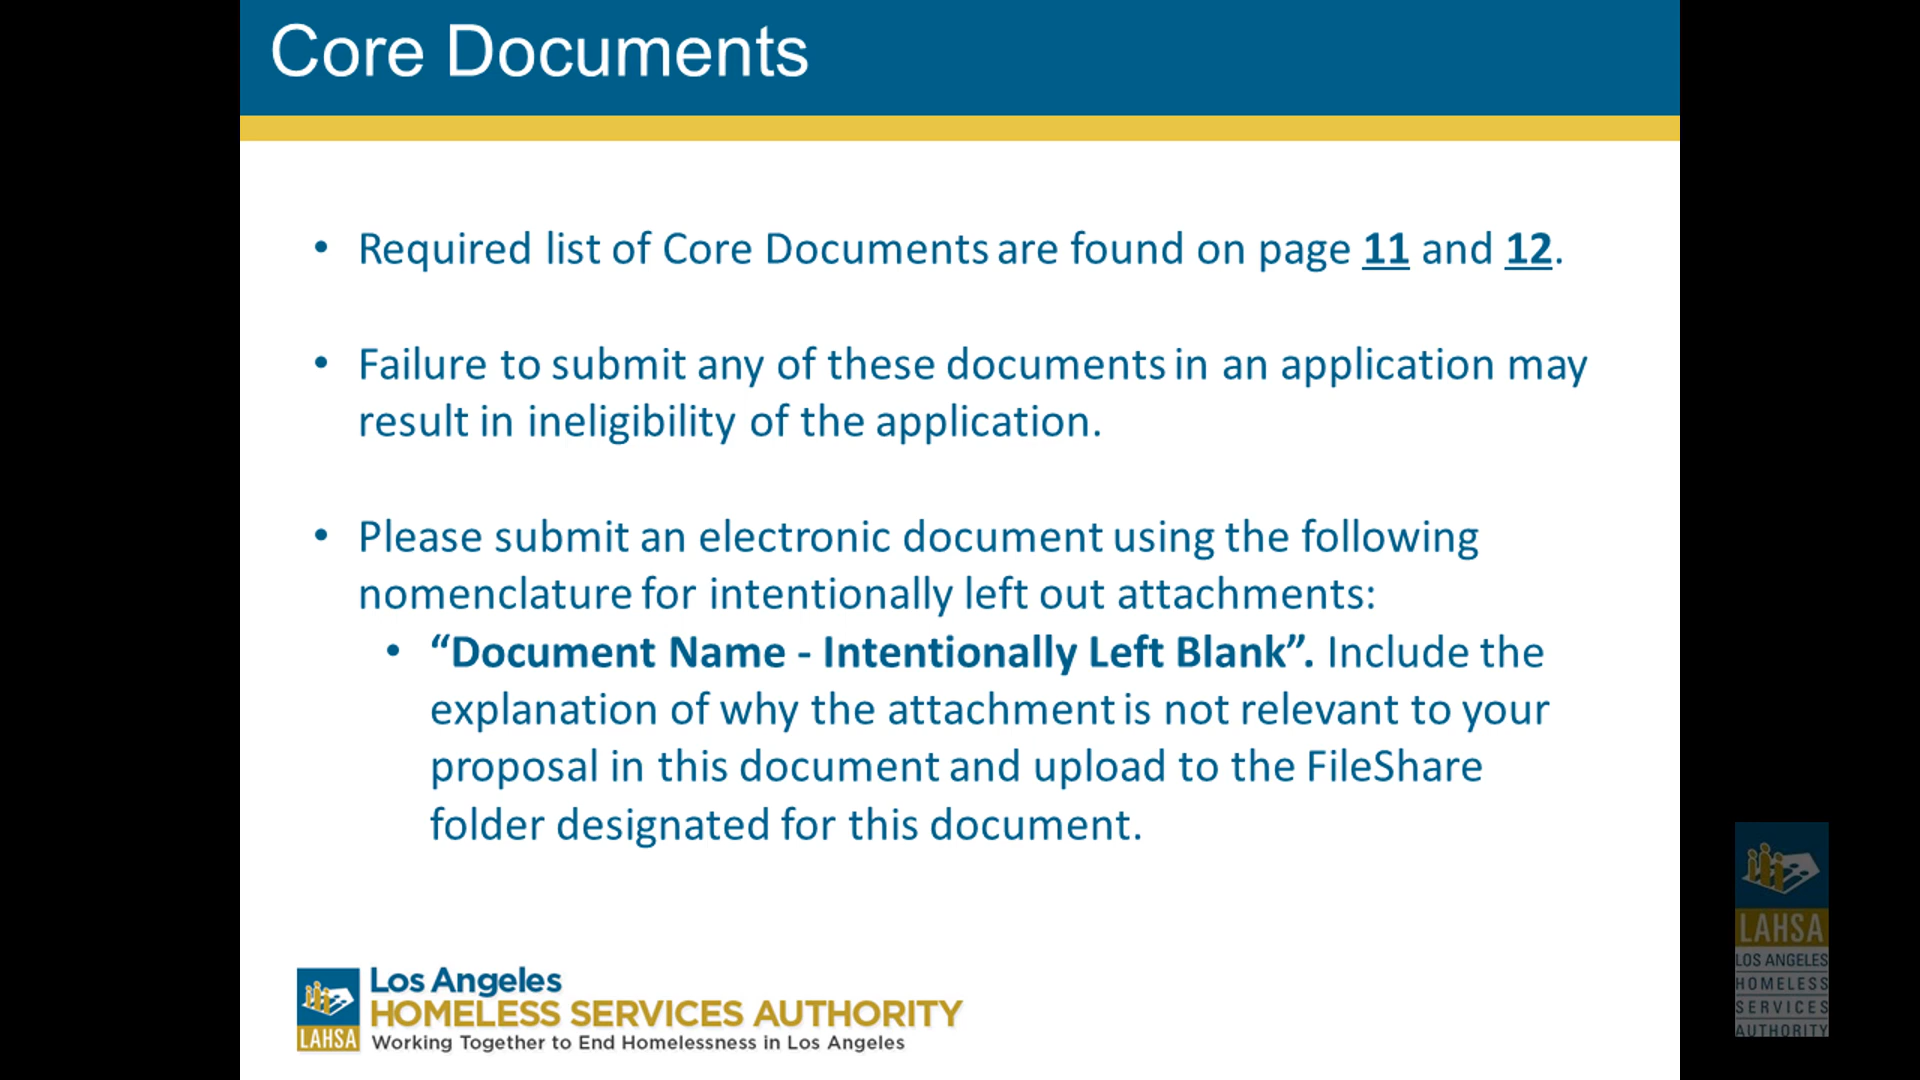 Core Documents
• Required list of Core Documents are found on page 11 and 12.
• Failure to submit any of these documents in an application may
result in ineligibility of the application.
• Please submit an electronic document using the following
nomenclature for intentionally left out attachments:
• “Document Name - Intentionally Left Blank”. Include the
explanation of why the attachment is not relevant to your
proposal in this document and upload to the FileShare
folder designated for this document.
LAHSA
Los Angeles
HOMELESS SERVICES AUTHORITY
Working Together to End Homelessness in Los Angeles
LAHSA
LOS ANGELES
HOMELESS
SERVICES
AUTHORITY